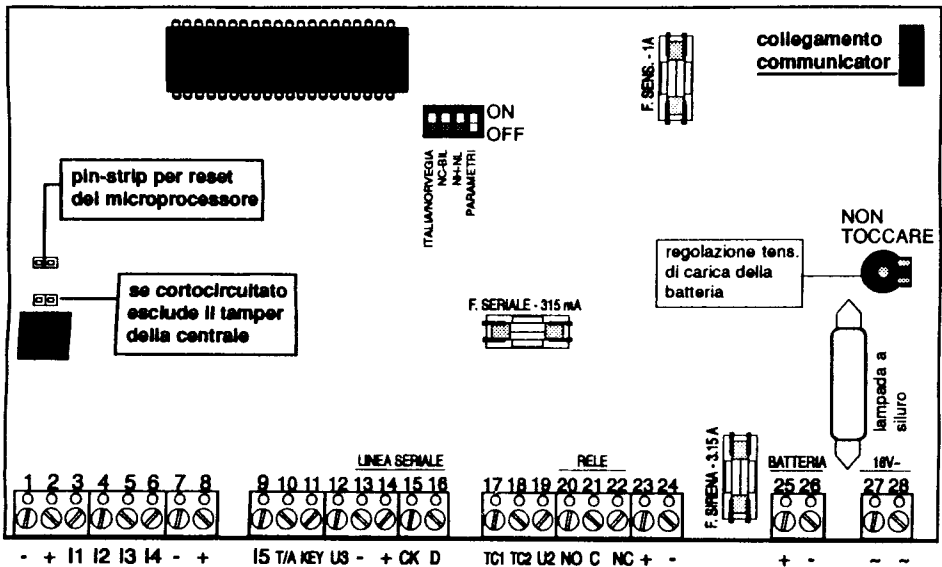 collegamento
communicator
F. SENS. - 1A
ON
OFF
ITALIA/NORVEGIA
NC-BIL
NH-NL
PARAMETRI
pin-strip per reset
del microprocessore
NON
TOCCARE
regolazione tens.
di carica della
batteria
se cortocircuitato
esclude il tamper
della centrale
F. SERIALE - 315 mA
lampada a
siluro
F. SIRENA - 3.15 A
LINEA SERIALE
RELE
BATTERIA
18V~
1 2 3 4 5 6 7 8
9 10 11 12 13 14 15 16
17 18 19 20 21 22 23 24
25 26
27 28
- + I1 I2 I3 I4 - +
I5 T/A KEY U3 - + CK D
TC1 TC2 U2 NO C NC + -
+ -
~ ~